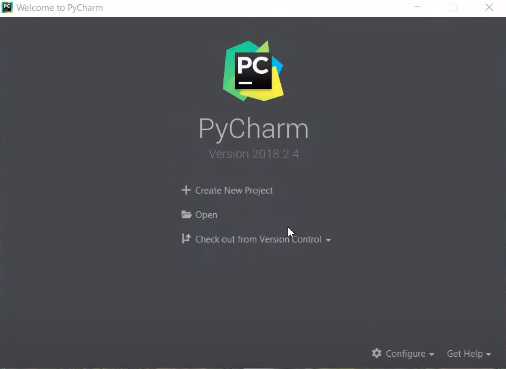 Welcome to PyCharm
PC
PyCharm
Version 2018.2.4
Create New Project
Open
Check out from Version Control
Configure Get Help